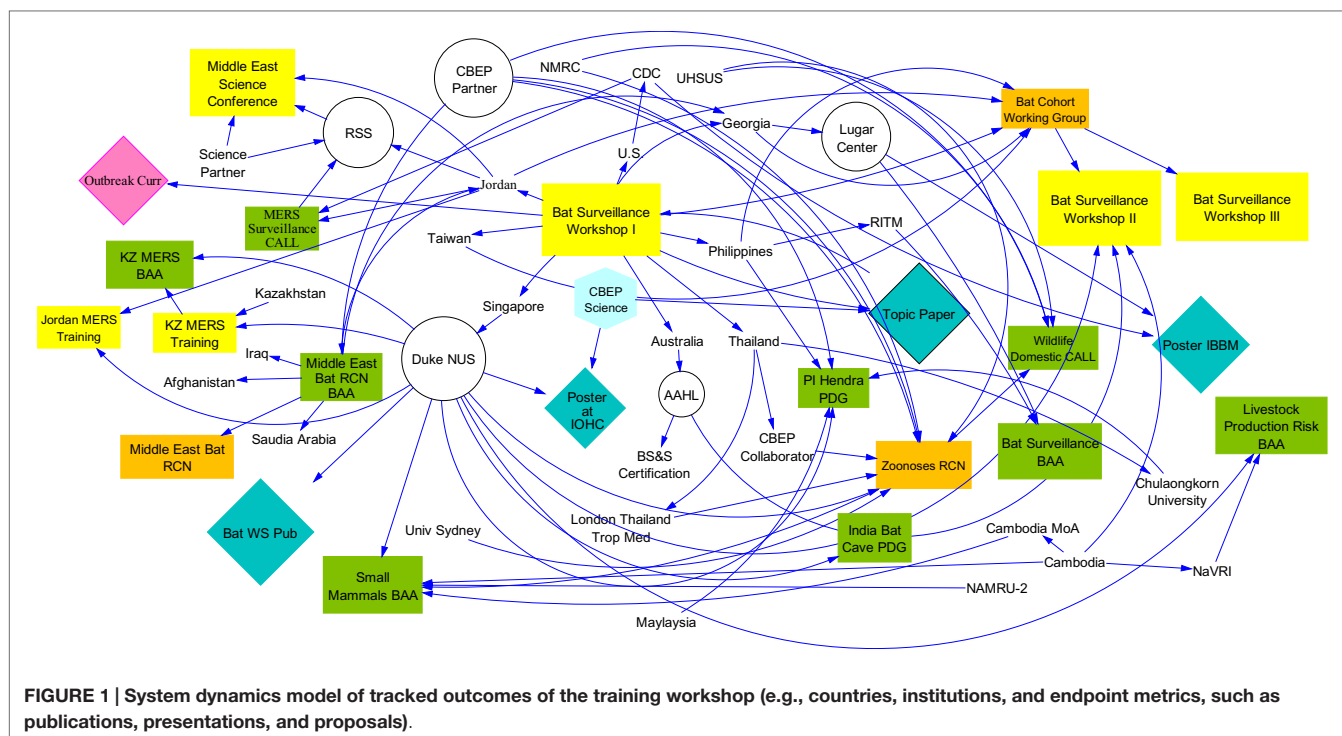 Middle East
Science
Conference
CBEP
Partner
NMRC
CDC
UHSUS
Bat Cohort
Working Group
RSS
Georgia
Lugar
Center
Science
Partner
U.S.
Outbreak Curr
Jordan
MERS
Surveillance
CALL
Bat Surveillance
Workshop I
Bat Surveillance
Workshop II
Bat Surveillance
Workshop III
Taiwan
Philippines
RITM
KZ MERS
BAA
Kazakhstan
Singapore
CBEP
Science
Topic Paper
Jordan MERS
Training
KZ MERS
Training
Duke NUS
Australia
Thailand
Wildlife
Domestic CALL
Poster IBBM
Iraq
Afghanistan
Middle East
Bat RCN
BAA
Poster
at
IOHC
AAHL
PI Hendra
PDG
Livestock
Production Risk
BAA
Saudia Arabia
Middle East Bat
RCN
BS&S
Certification
CBEP
Collaborator
Zoonoses RCN
Bat Surveillance
BAA
Chulaongkorn
University
Bat WS Pub
Univ Sydney
London Thailand
Trop Med
India Bat
Cave PDG
Cambodia MoA
Cambodia
NaVRI
Small
Mammals BAA
NAMRU-2
Maylaysia
FIGURE 1 | System dynamics model of tracked outcomes of the training workshop (e.g., countries, institutions, and endpoint metrics, such as
publications, presentations, and proposals).